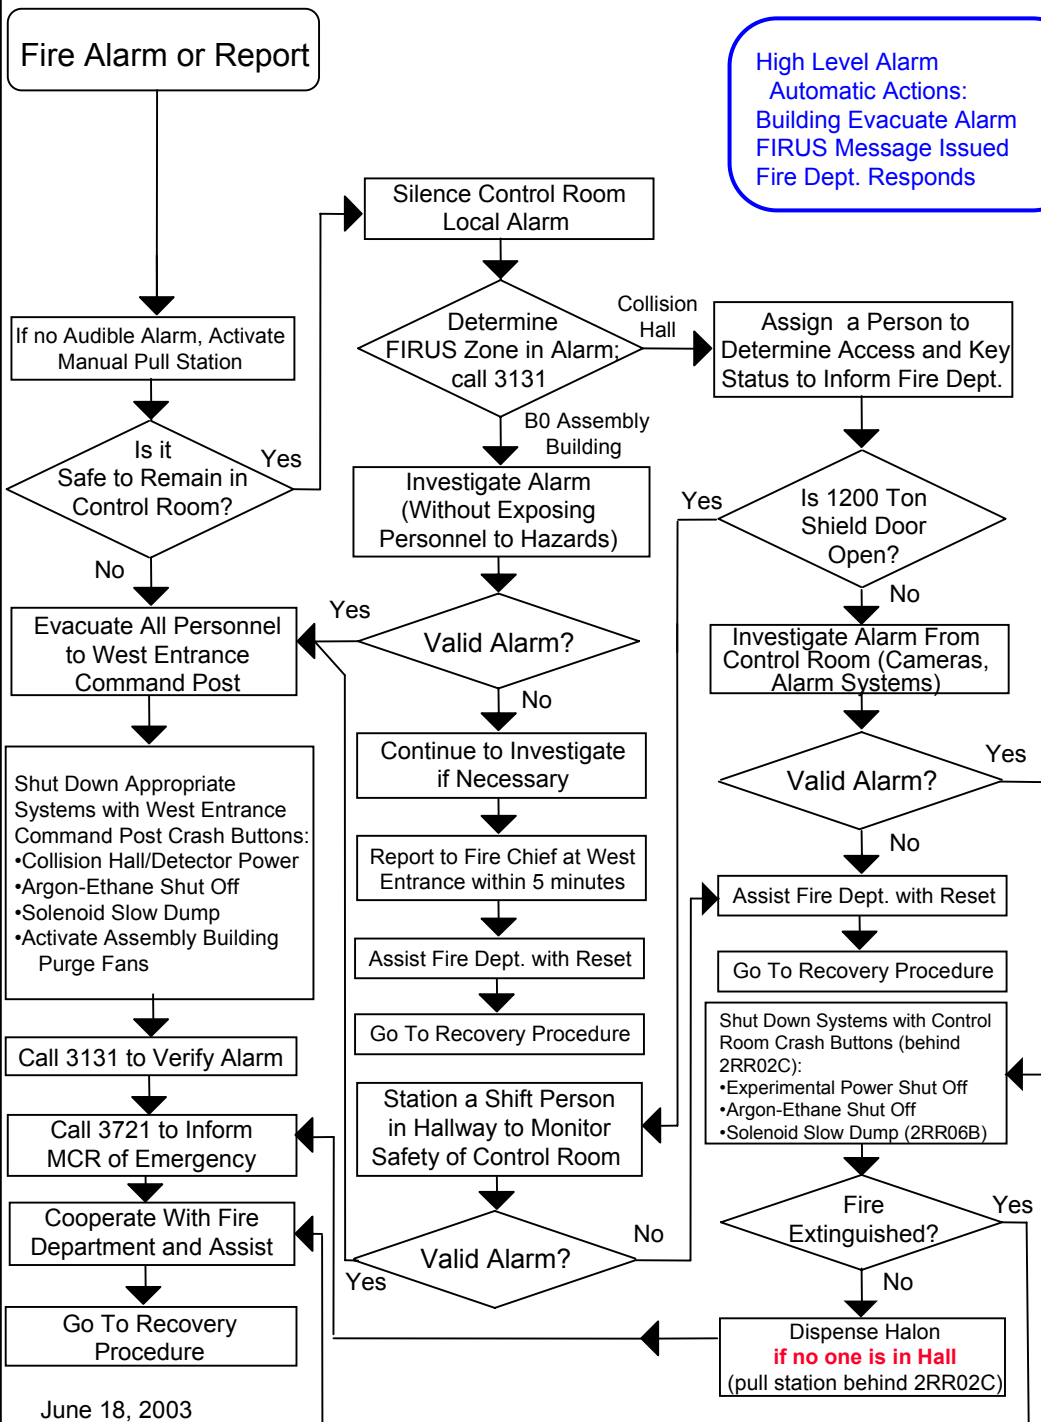 Fire Alarm or Report
High Level Alarm
Automatic Actions:
Building Evacuate Alarm
FIRUS Message Issued
Fire Dept. Responds
Silence Control Room
Local Alarm
If no Audible Alarm, Activate
Manual Pull Station
Determine
FIRUS Zone in Alarm;
call 3131
Collision
Hall
Assign a Person to
Determine Access and Key
Status to Inform Fire Dept.
B0 Assembly
Building
Is it
Safe to Remain in
Control Room?
Yes
No
Investigate Alarm
(Without Exposing
Personnel to Hazards)
Yes
Is 1200 Ton
Shield Door
Open?
No
Evacuate All Personnel
to West Entrance
Command Post
Yes
Valid Alarm?
No
Investigate Alarm From
Control Room (Cameras,
Alarm Systems)
Continue to Investigate
if Necessary
Valid Alarm?
Yes
No
Shut Down Appropriate
Systems with West Entrance
Command Post Crash Buttons:
•Collision Hall/Detector Power
•Argon-Ethane Shut Off
•Solenoid Slow Dump
•Activate Assembly Building
Purge Fans
Report to Fire Chief at West
Entrance within 5 minutes
Assist Fire Dept. with Reset
Go To Recovery Procedure
Assist Fire Dept. with Reset
Go To Recovery Procedure
Shut Down Systems with Control
Room Crash Buttons (behind
2RR02C):
•Experimental Power Shut Off
•Argon-Ethane Shut Off
•Solenoid Slow Dump (2RR06B)
Call 3131 to Verify Alarm
Call 3721 to Inform
MCR of Emergency
Station a Shift Person
in Hallway to Monitor
Safety of Control Room
Cooperate With Fire
Department and Assist
Valid Alarm?
No
Yes
Fire
Extinguished?
Yes
No
Go To Recovery
Procedure
Dispense Halon
if no one is in Hall
(pull station behind 2RR02C)
June 18, 2003